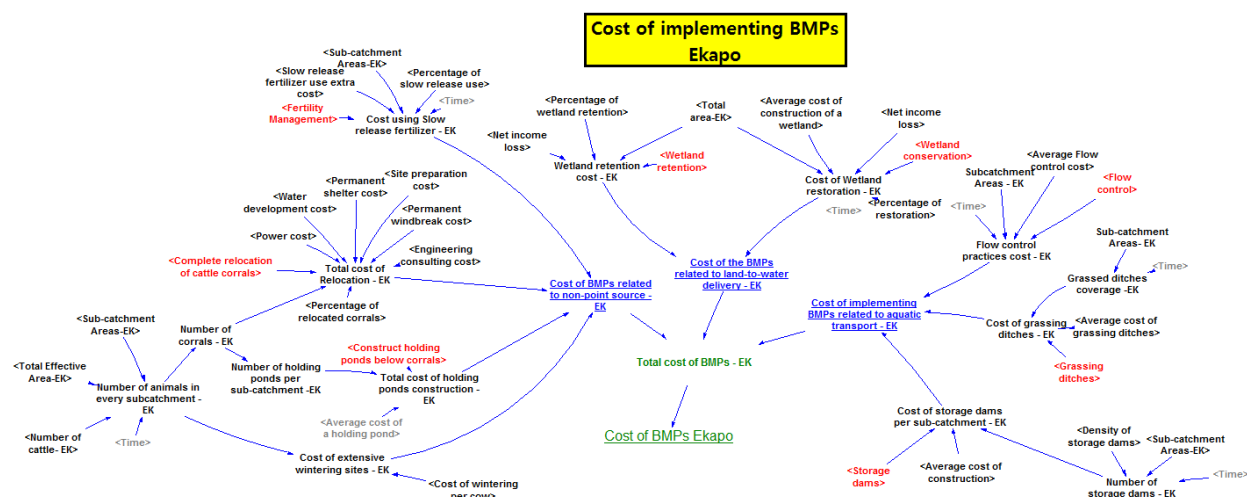 Cost of implementing BMPs
Ekapo
<Sub-catchment
Areas-EK>
<Slow release
fertilizer use extra
cost>
<Percentage of
slow release use>
<Time>
<Fertility
Management>
Cost using Slow
release fertilizer - EK
<Percentage of
wetland retention>
<Net income
loss>
<Total
area-EK>
Wetland retention
cost - EK
<Wetland
retention>
<Average cost of
construction of a
wetland>
<Net income
loss>
<Wetland
conservation>
Cost of Wetland
restoration - EK
<Time>
<Percentage of
restoration>
<Average Flow
control cost>
Subcatchment
Areas - EK
<Flow
control>
<Time>
Flow control
practices cost - EK
Sub-catchment
Areas- EK
<Time>
Grassed ditches
coverage -EK
<Site preparation
cost>
<Permanent
shelter cost>
<Water
development cost>
<Permanent
windbreak cost>
<Power cost>
<Engineering
consulting cost>
<Complete relocation
of cattle corrals>
Total cost of
Relocation - EK
<Percentage of
relocated corrals>
Cost of BMPs related
to non-point source -
EK
Cost of the BMPs
related to land-to-water
delivery - EK
Cost of implementing
BMPs related to aquatic
transport - EK
Cost of grassing
ditches - EK
<Average cost of
grassing ditches>
<Grassing
ditches>
<Sub-catchment
Areas-EK>
Number of
corrals - EK
<Total Effective
Area-EK>
Number of animals in
every subcatchment -
EK
<Number of
cattle- EK>
<Time>
Number of holding
ponds per
sub-catchment -EK
<Construct holding
ponds below corrals>
Total cost of holding
ponds construction -
EK
<Average cost of
a holding pond>
Total cost of BMPs - EK
Cost of BMPs Ekapo
Cost of extensive
wintering sites - EK
<Cost of wintering
per cow>
Cost of storage dams
per sub-catchment -
EK
<Storage
dams>
<Average cost of
construction>
<Density of
storage dams>
<Sub-catchment
Areas-EK>
<Time>
Number of
storage dams - EK